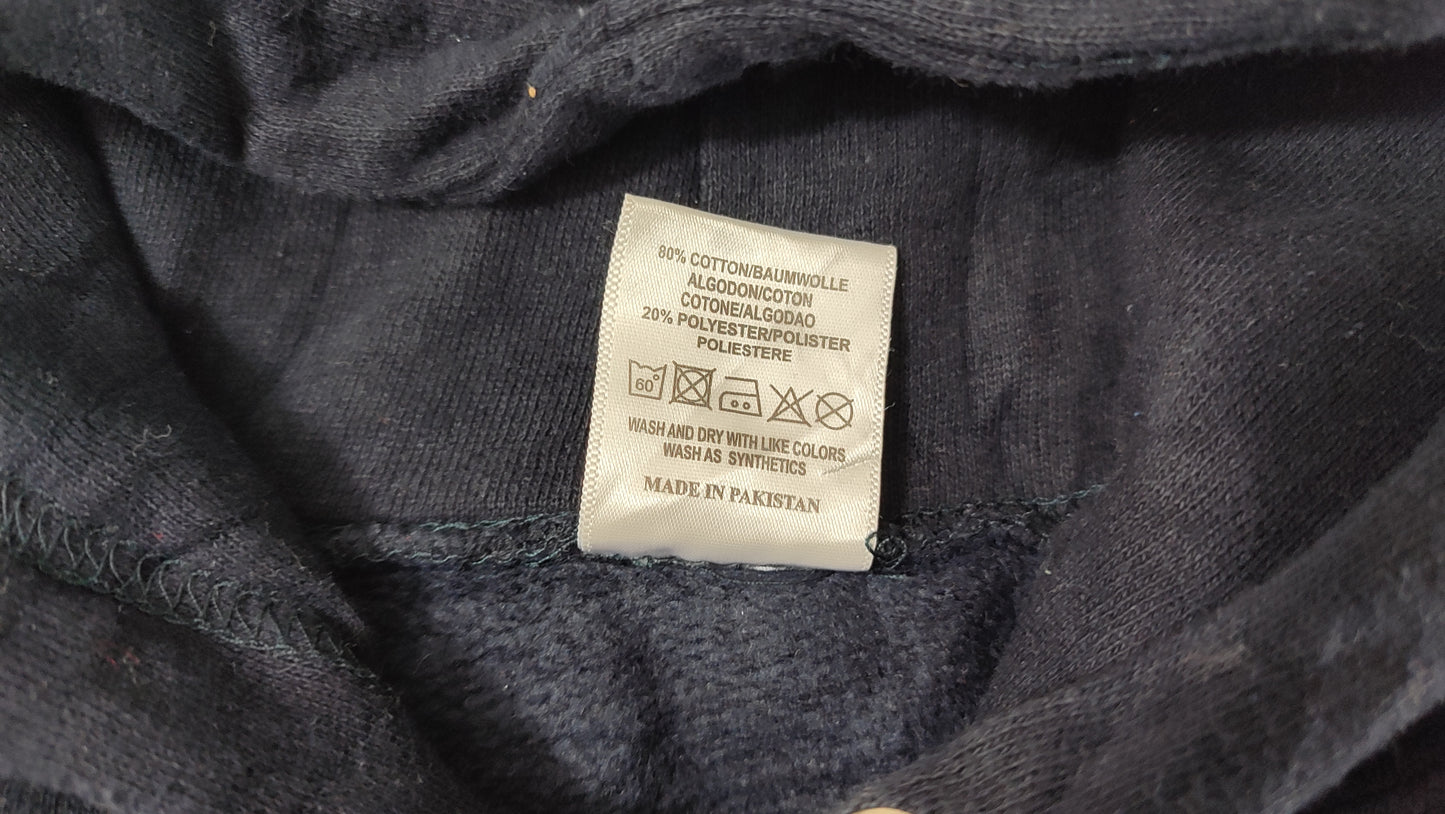 80% COTTON/BAUMWOLLE
ALGODON/COTON
COTONE/ALGODAO
20% POLYESTER/POLISTER
POLIESTERE
60°
WASH AND DRY WITH LIKE COLORS
WASH AS SYNTHETICS
MADE IN PAKISTAN